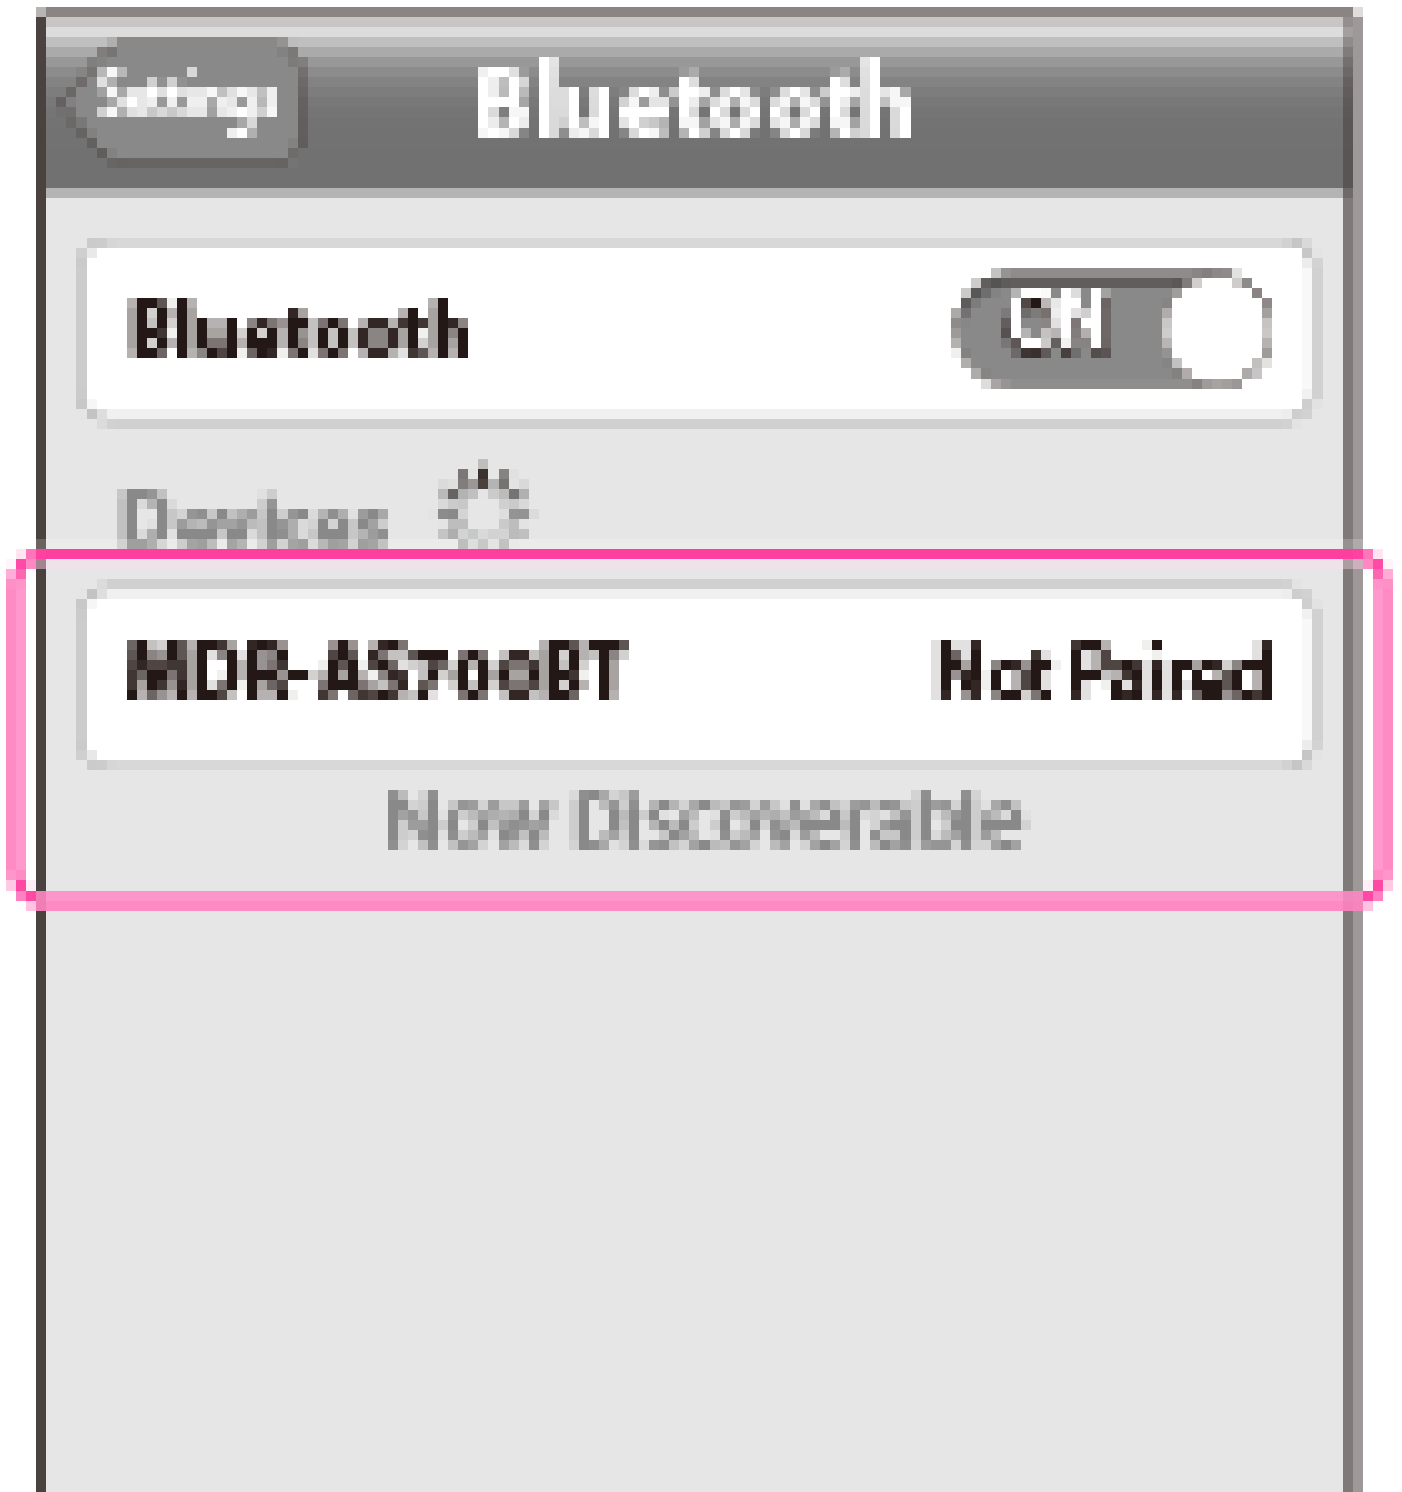 Settings Bluetooth
Bluetooth ON
Devices
MDR-AS700BT Not Paired
Now Discoverable